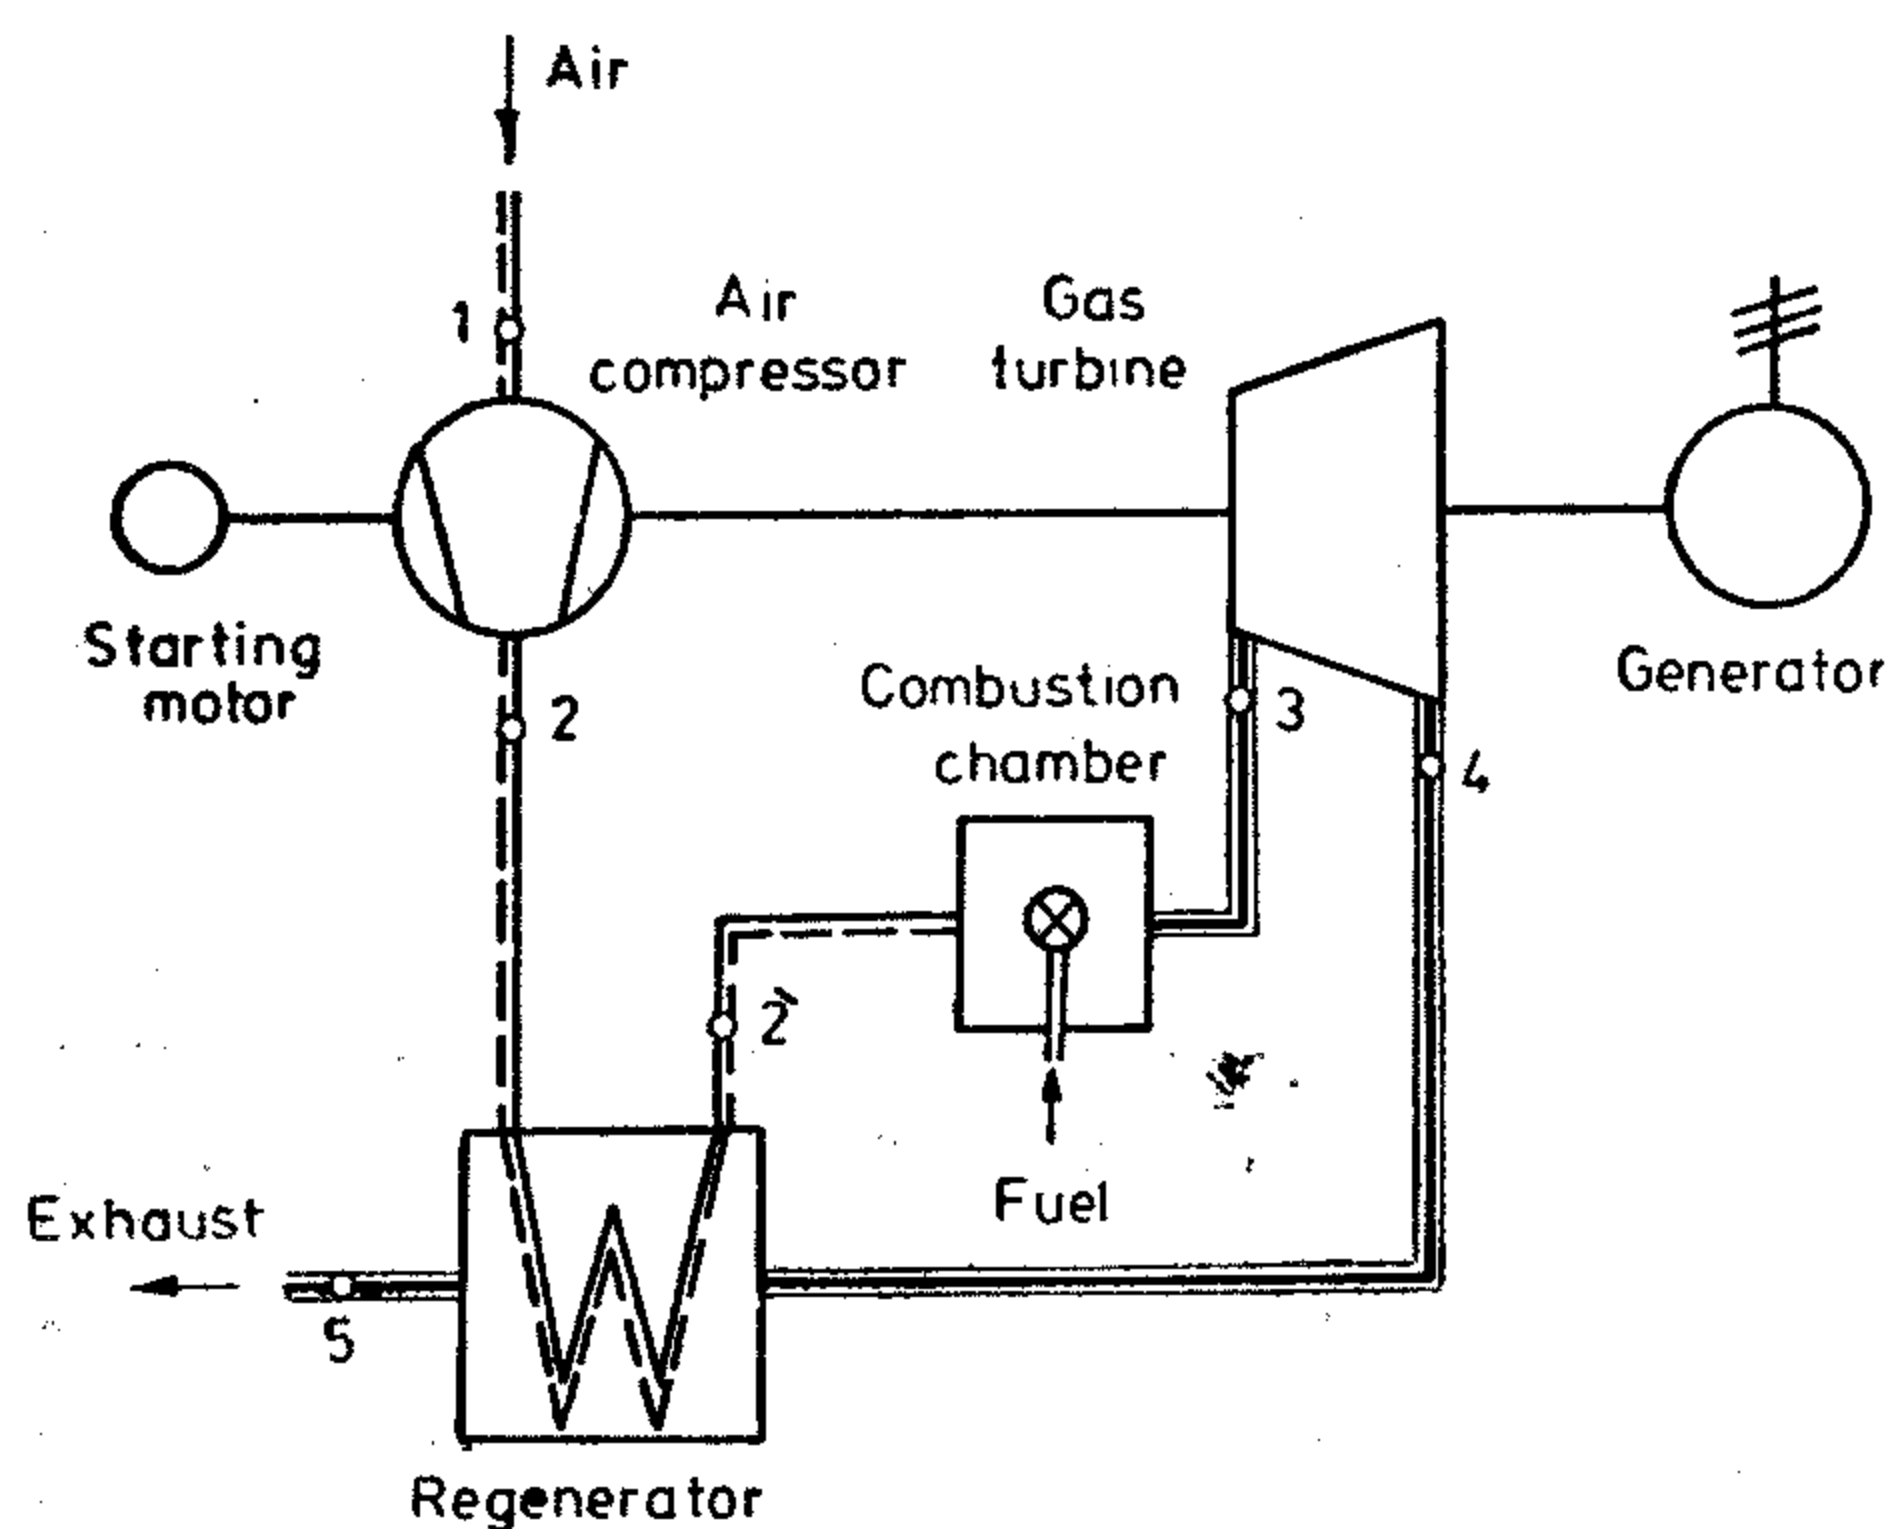 Air
1
Air
compressor
Gas
turbine
Starting
motor
2
Combustion
chamber
3
4
Generator
2'
Fuel
Exhaust
5
Regenerator